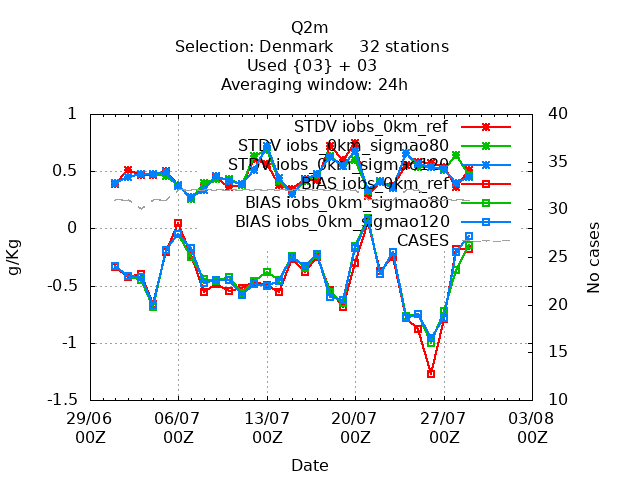 Q2m
Selection: Denmark 32 stations
Used {03} + 03
Averaging window: 24h
1
0.5
0
-0.5
-1
-1.5
g/Kg
STDV iobs_0km_ref
STDV iobs_0km_sigmao80
STDV iobs_0km_sigmao120
BIAS iobs_0km_ref
BIAS iobs_0km_sigmao80
BIAS iobs_0km_sigmao120
CASES
40
35
30
25
20
15
10
No cases
29/06 06/07 13/07 20/07 27/07 03/08
00Z 00Z 00Z 00Z 00Z 00Z
Date